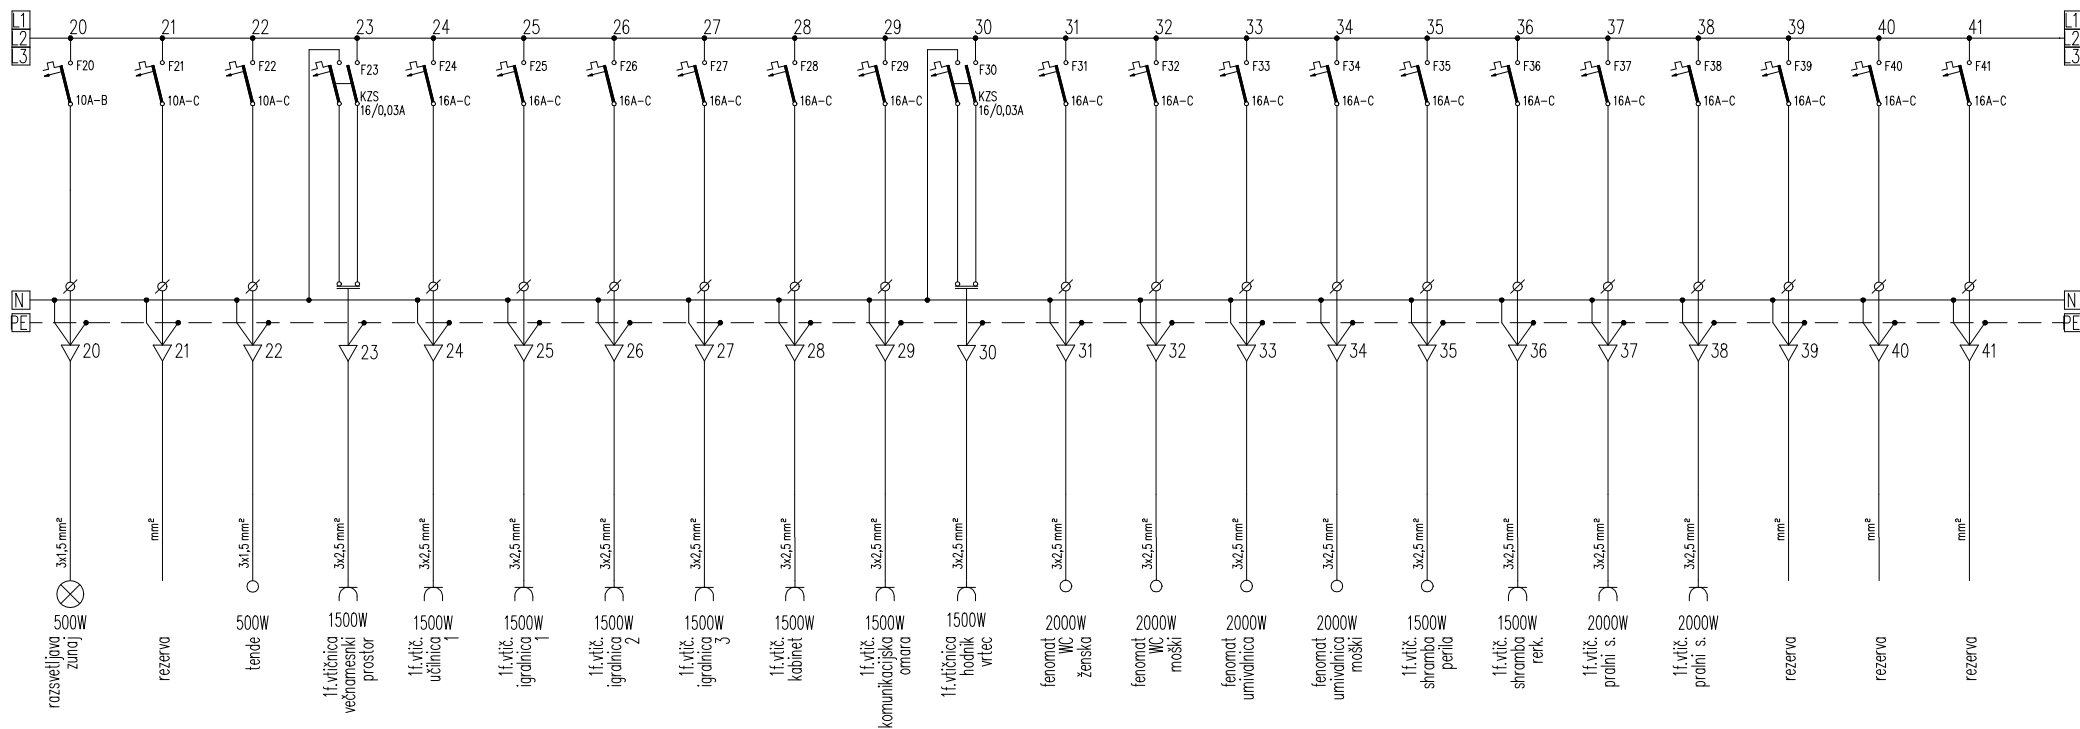 L1
L2
L3
20 21 22 23 24 25 26 27 28 29 30 31 32 33 34 35 36 37 38 39 40 41
L1
L2
L3
F20 F21 F22 F23 F24 F25 F26 F27 F28 F29 F30 F31 F32 F33 F34 F35 F36 F37 F38 F39 F40 F41
10A-B 10A-C 10A-C KZS 16/0,03A 16A-C 16A-C 16A-C 16A-C 16A-C 16A-C KZS 16/0,03A 16A-C 16A-C 16A-C 16A-C 16A-C 16A-C 16A-C 16A-C 16A-C 16A-C 16A-C
N N
PE PE
20 21 22 23 24 25 26 27 28 29 30 31 32 33 34 35 36 37 38 39 40 41
3x1,5 mm² mm² 3x1,5 mm² 3x2,5 mm² 3x2,5 mm² 3x2,5 mm² 3x2,5 mm² 3x2,5 mm² 3x2,5 mm² 3x2,5 mm² 3x2,5 mm² 3x2,5 mm² 3x2,5 mm² 3x2,5 mm² 3x2,5 mm² 3x2,5 mm² 3x2,5 mm² 3x2,5 mm² 3x2,5 mm² mm² mm² mm²
500W 500W 1500W 1500W 1500W 1500W 1500W 1500W 1500W 1500W 2000W 2000W 2000W 2000W 1500W 1500W 2000W 2000W
razsvetljava
zunaj
rezerva
tende
1f.vtičnica
večnamesnki
prostor
1f.vtič.
učilnica
1
1f.vtič.
igralnica
1
1f.vtič.
igralnica
2
1f.vtič.
igralnica
3
1f.vtič.
kabinet
1f.vtič.
komunikacijska
omara
1f.vtičnica
hodnik
vrtec
fenomat
WC
ženska
fenomat
WC
moški
fenomat
umivalnica
fenomat
umivalnica
moški
1f.vtič.
shramba
perila
1f.vtič.
shramba
rerk.
1f.vtič.
pralni s.
1f.vtič.
pralni s.
rezerva
rezerva
rezerva